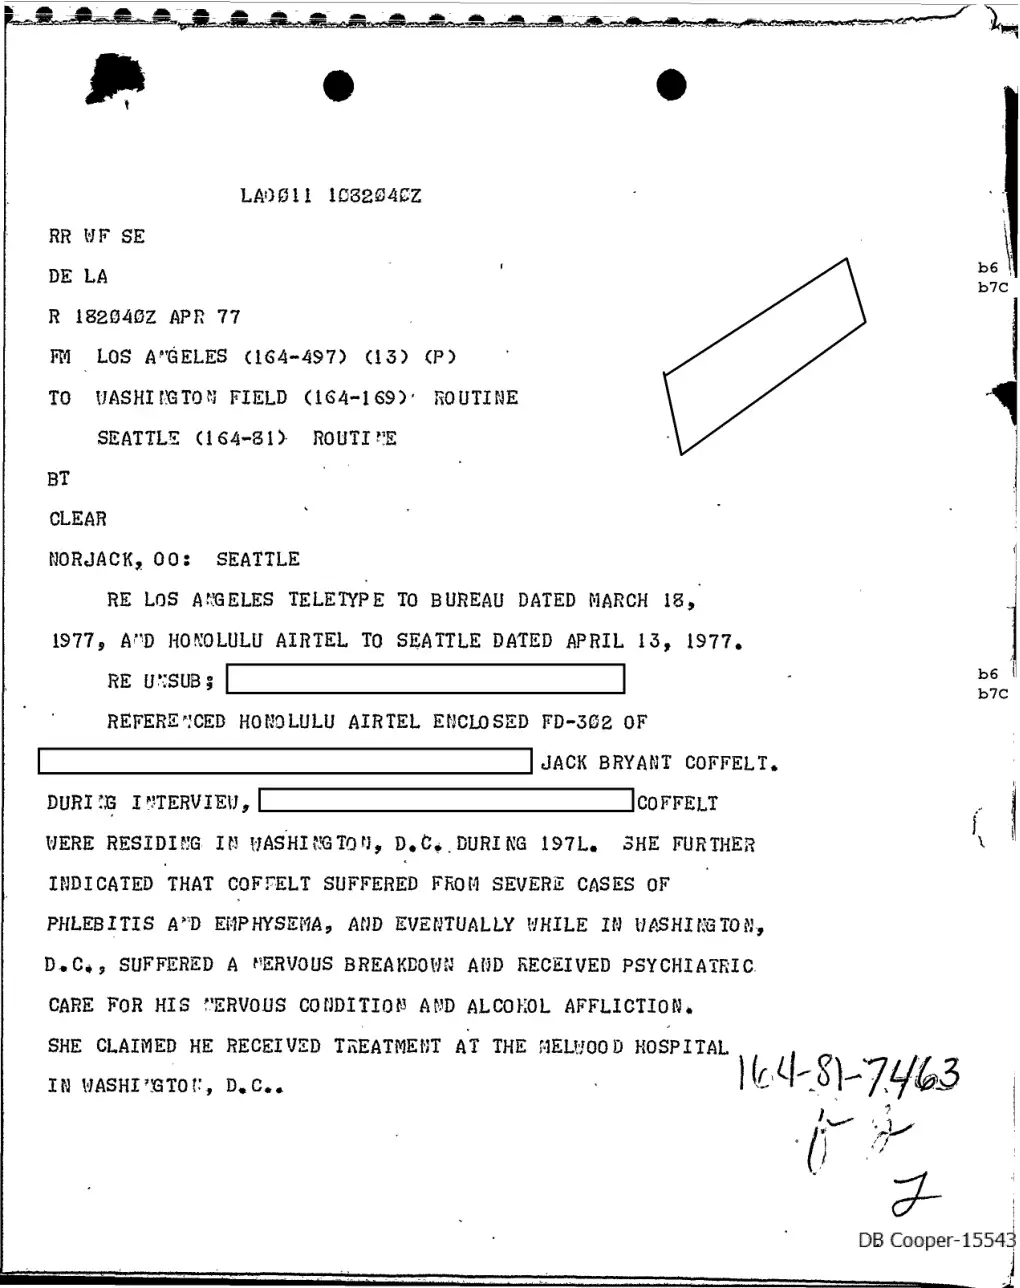 LA0011 1082040Z
RR WF SE
DE LA
R 182040Z APR 77
FM LOS ANGELES (164-497) (13) (P)
TO WASHINGTON FIELD (164-169) ROUTINE
SEATTLE (164-81) ROUTINE
BT
CLEAR
NORJACK, OO: SEATTLE
RE LOS ANGELES TELETYPE TO BUREAU DATED MARCH 18,
1977, AND HONOLULU AIRTEL TO SEATTLE DATED APRIL 13, 1977.
RE UNSUB;
REFERENCED HONOLULU AIRTEL ENCLOSED FD-302 OF
JACK BRYANT COFFELT.
DURING INTERVIEW, COFFELT
WERE RESIDING IN WASHINGTON, D.C. DURING 197L. SHE FURTHER
INDICATED THAT COFFELT SUFFERED FROM SEVERE CASES OF
PHLEBITIS AND EMPHYSEMA, AND EVENTUALLY WHILE IN WASHINGTON,
D.C., SUFFERED A NERVOUS BREAKDOWN AND RECEIVED PSYCHIATRIC
CARE FOR HIS NERVOUS CONDITION AND ALCOHOL AFFLICTION.
SHE CLAIMED HE RECEIVED TREATMENT AT THE MELWOOD HOSPITAL
IN WASHINGTON, D.C..
b6
b7C
b6
b7C
164-81-7463
DB Cooper-15543